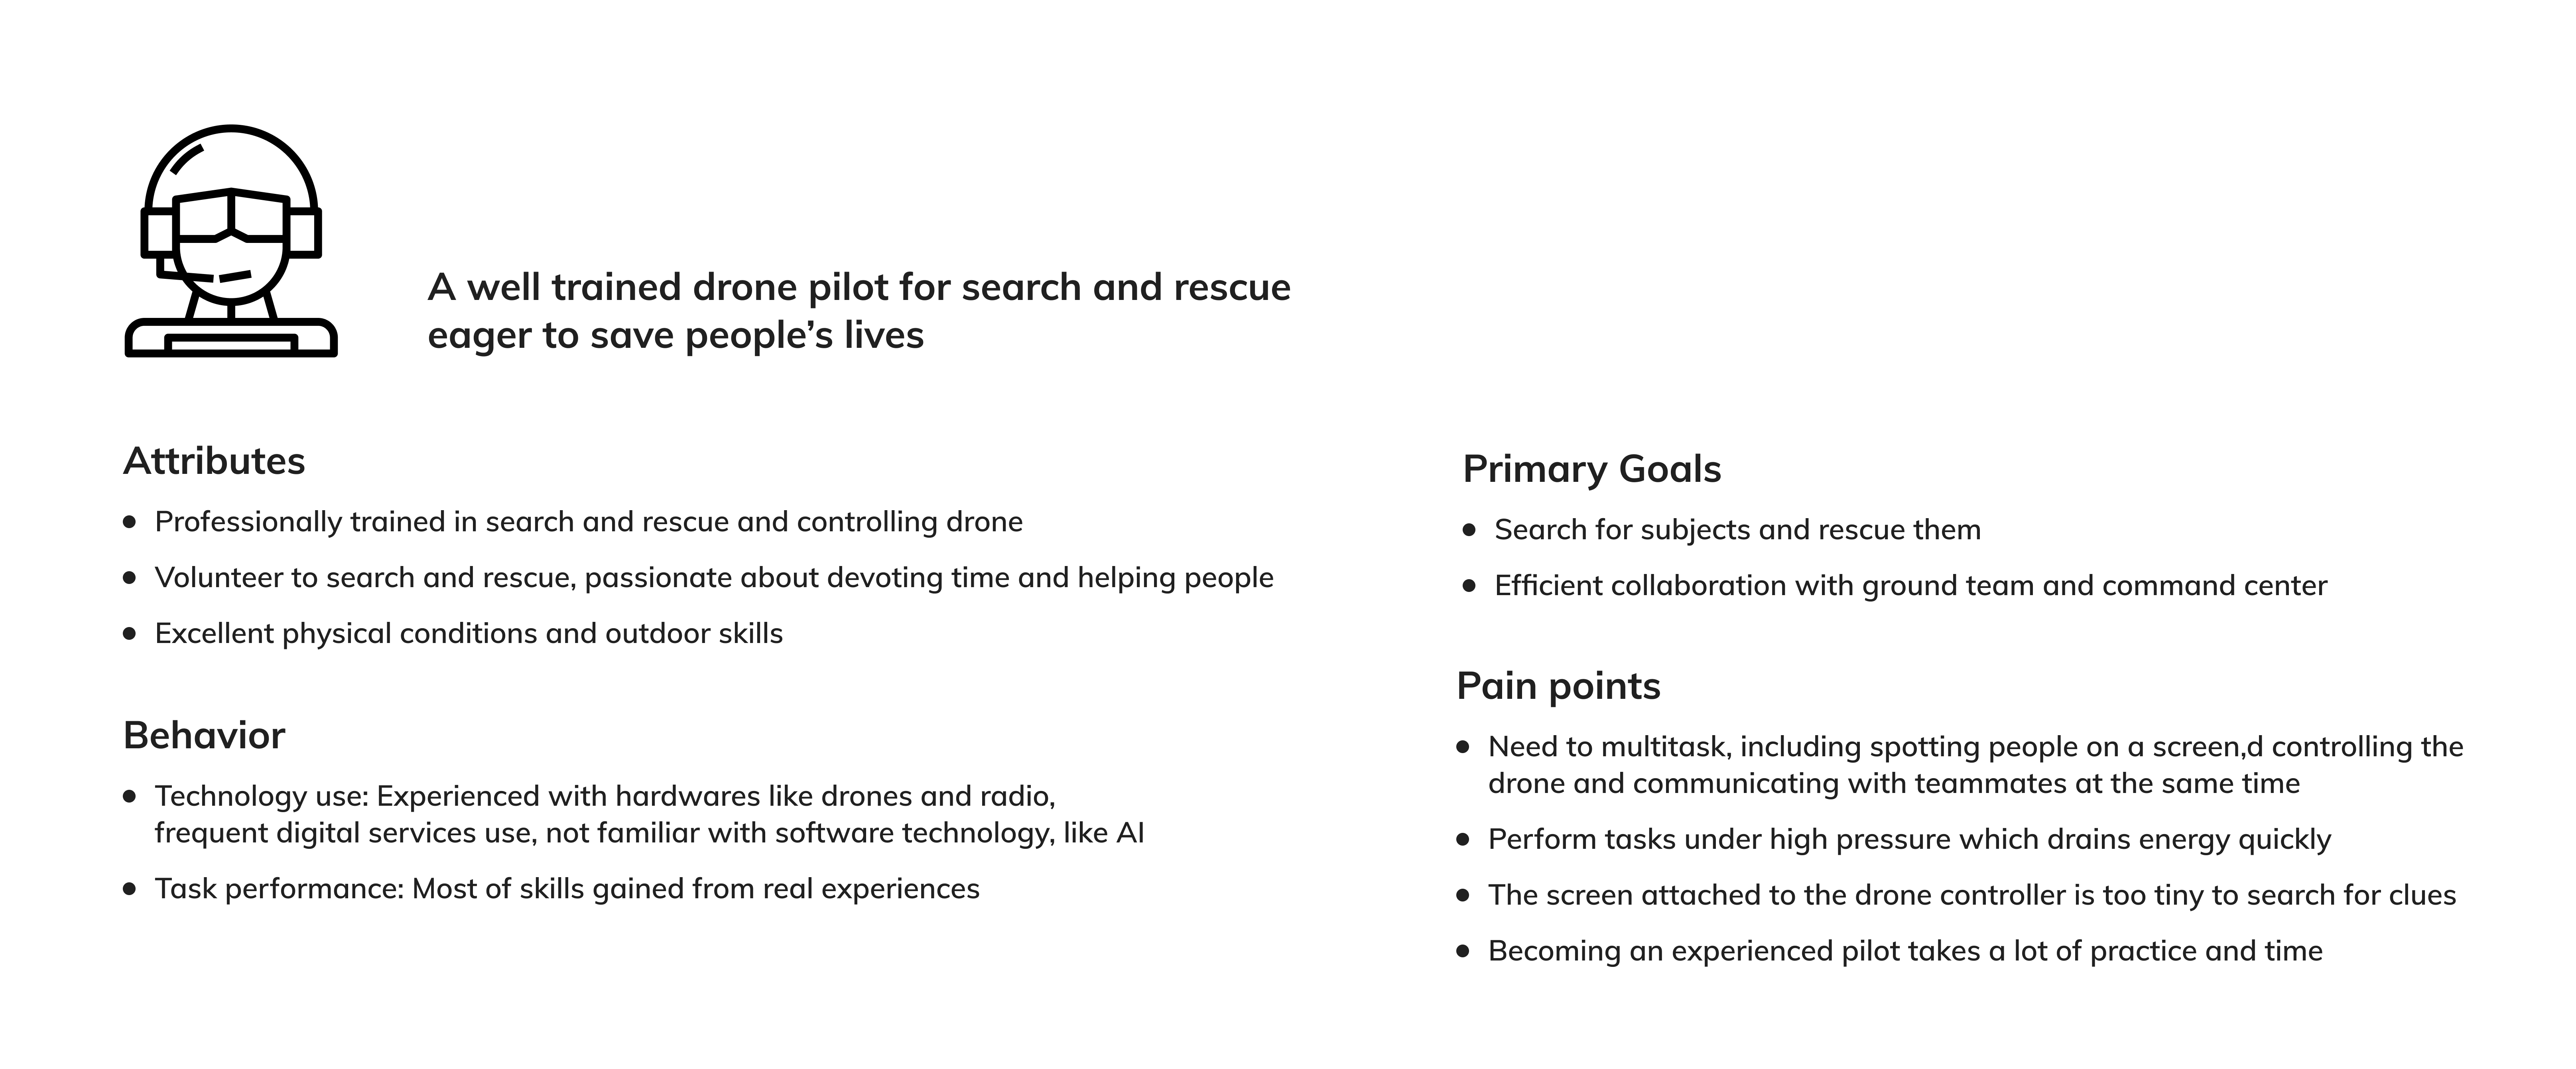 A well trained drone pilot for search and rescue
eager to save people’s lives
Attributes
Professionally trained in search and rescue and controlling drone
Volunteer to search and rescue, passionate about devoting time and helping people
Excellent physical conditions and outdoor skills
Behavior
Technology use: Experienced with hardwares like drones and radio,
frequent digital services use, not familiar with software technology, like AI
Task performance: Most of skills gained from real experiences
Primary Goals
Search for subjects and rescue them
Efficient collaboration with ground team and command center
Pain points
Need to multitask, including spotting people on a screen,d controlling the
drone and communicating with teammates at the same time
Perform tasks under high pressure which drains energy quickly
The screen attached to the drone controller is too tiny to search for clues
Becoming an experienced pilot takes a lot of practice and time